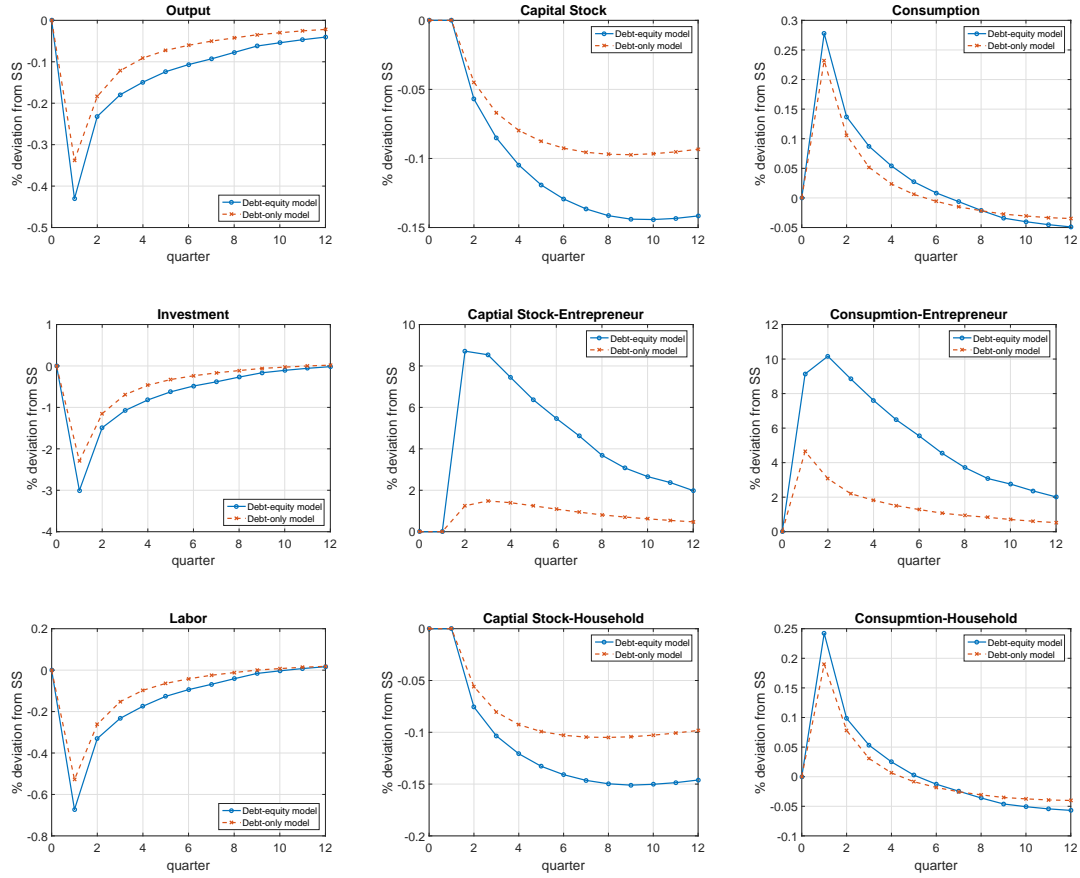 Output
% deviation from SS
0
-0.1
-0.2
-0.3
-0.4
-0.5
Debt-equity model
Debt-only model
0 2 4 6 8 10 12
quarter
Capital Stock
% deviation from SS
0
-0.05
-0.1
-0.15
Debt-equity model
Debt-only model
0 2 4 6 8 10 12
quarter
Consumption
% deviation from SS
0.3
0.25
0.2
0.15
0.1
0.05
0
-0.05
Debt-equity model
Debt-only model
0 2 4 6 8 10 12
quarter
Investment
% deviation from SS
1
0
-1
-2
-3
-4
Debt-equity model
Debt-only model
0 2 4 6 8 10 12
quarter
Captial Stock-Entrepreneur
% deviation from SS
10
8
6
4
2
0
Debt-equity model
Debt-only model
0 2 4 6 8 10 12
quarter
Consupmtion-Entrepreneur
% deviation from SS
12
10
8
6
4
2
0
Debt-equity model
Debt-only model
0 2 4 6 8 10 12
quarter
Labor
% deviation from SS
0.2
0
-0.2
-0.4
-0.6
-0.8
Debt-equity model
Debt-only model
0 2 4 6 8 10 12
quarter
Captial Stock-Household
% deviation from SS
0
-0.05
-0.1
-0.15
-0.2
Debt-equity model
Debt-only model
0 2 4 6 8 10 12
quarter
Consupmtion-Household
% deviation from SS
0.25
0.2
0.15
0.1
0.05
0
-0.05
-0.1
Debt-equity model
Debt-only model
0 2 4 6 8 10 12
quarter